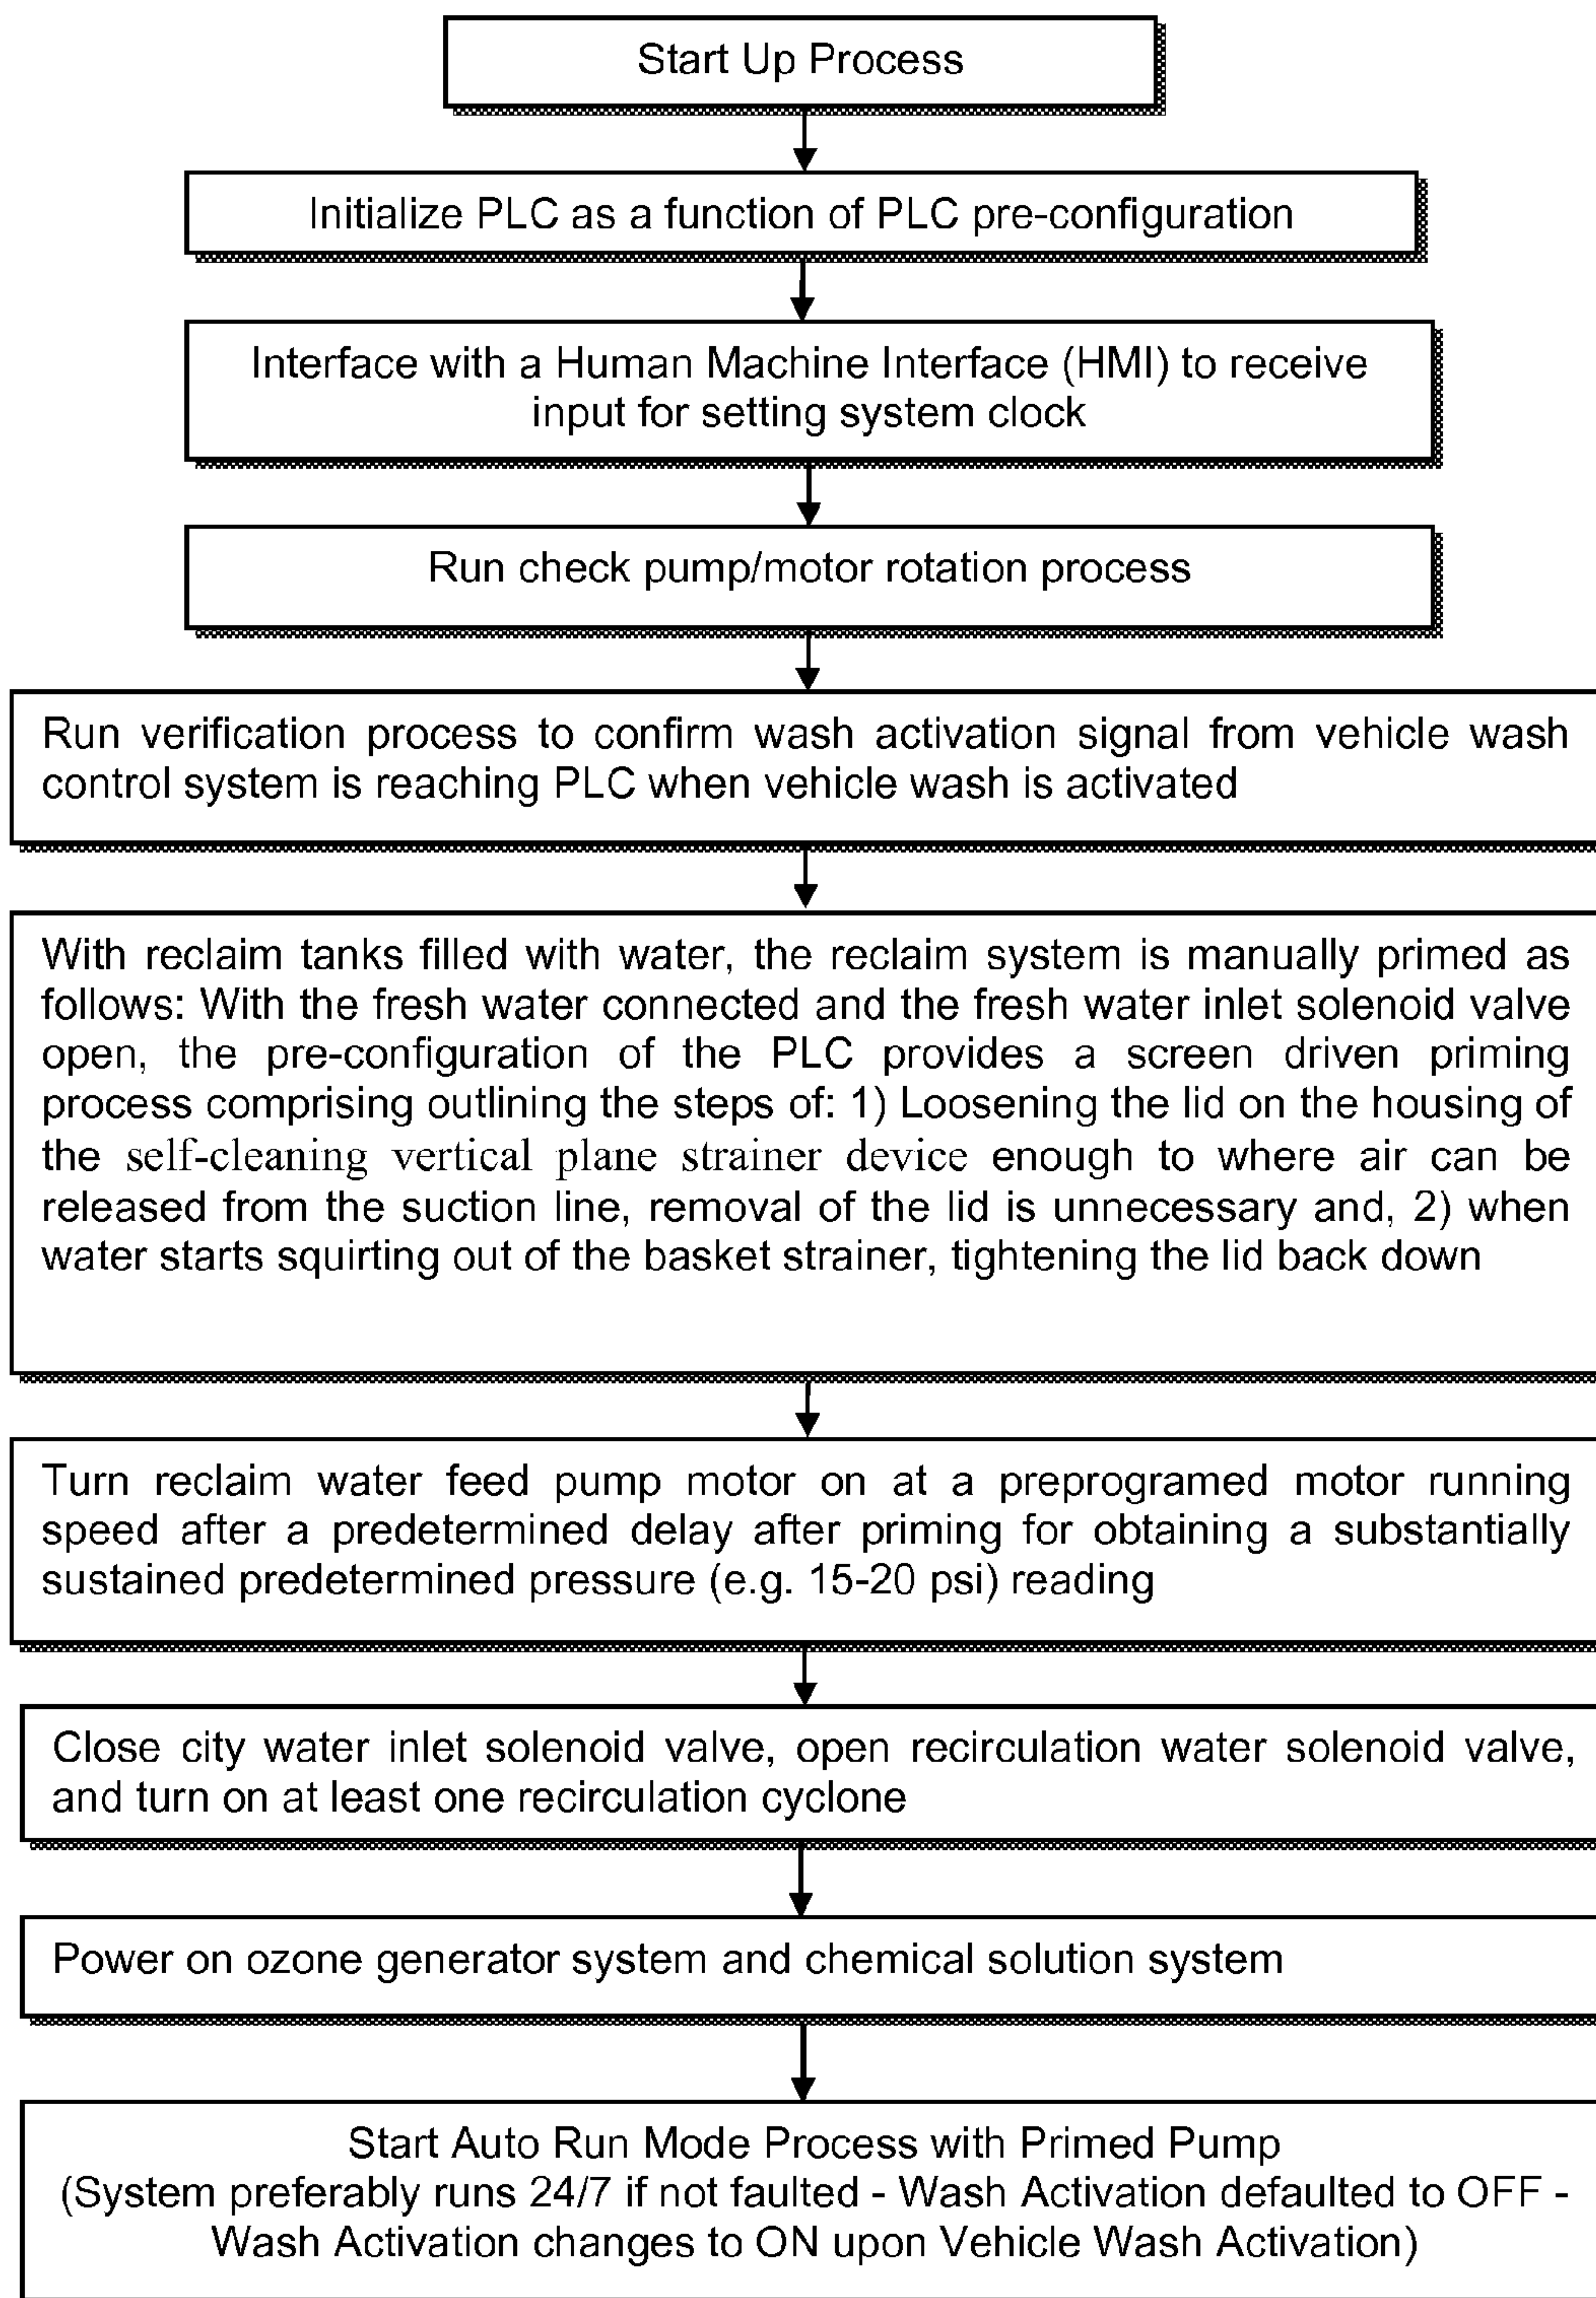 Start Up Process
Initialize PLC as a function of PLC pre-configuration
Interface with a Human Machine Interface (HMI) to receive
input for setting system clock
Run check pump/motor rotation process
Run verification process to confirm wash activation signal from vehicle wash
control system is reaching PLC when vehicle wash is activated
With reclaim tanks filled with water, the reclaim system is manually primed as
follows: With the fresh water connected and the fresh water inlet solenoid valve
open, the pre-configuration of the PLC provides a screen driven priming
process comprising outlining the steps of: 1) Loosening the lid on the housing of
the self-cleaning vertical plane strainer device enough to where air can be
released from the suction line, removal of the lid is unnecessary and, 2) when
water starts squirting out of the basket strainer, tightening the lid back down
Turn reclaim water feed pump motor on at a preprogramed motor running
speed after a predetermined delay after priming for obtaining a substantially
sustained predetermined pressure (e.g. 15-20 psi) reading
Close city water inlet solenoid valve, open recirculation water solenoid valve,
and turn on at least one recirculation cyclone
Power on ozone generator system and chemical solution system
Start Auto Run Mode Process with Primed Pump
(System preferably runs 24/7 if not faulted - Wash Activation defaulted to OFF -
Wash Activation changes to ON upon Vehicle Wash Activation)